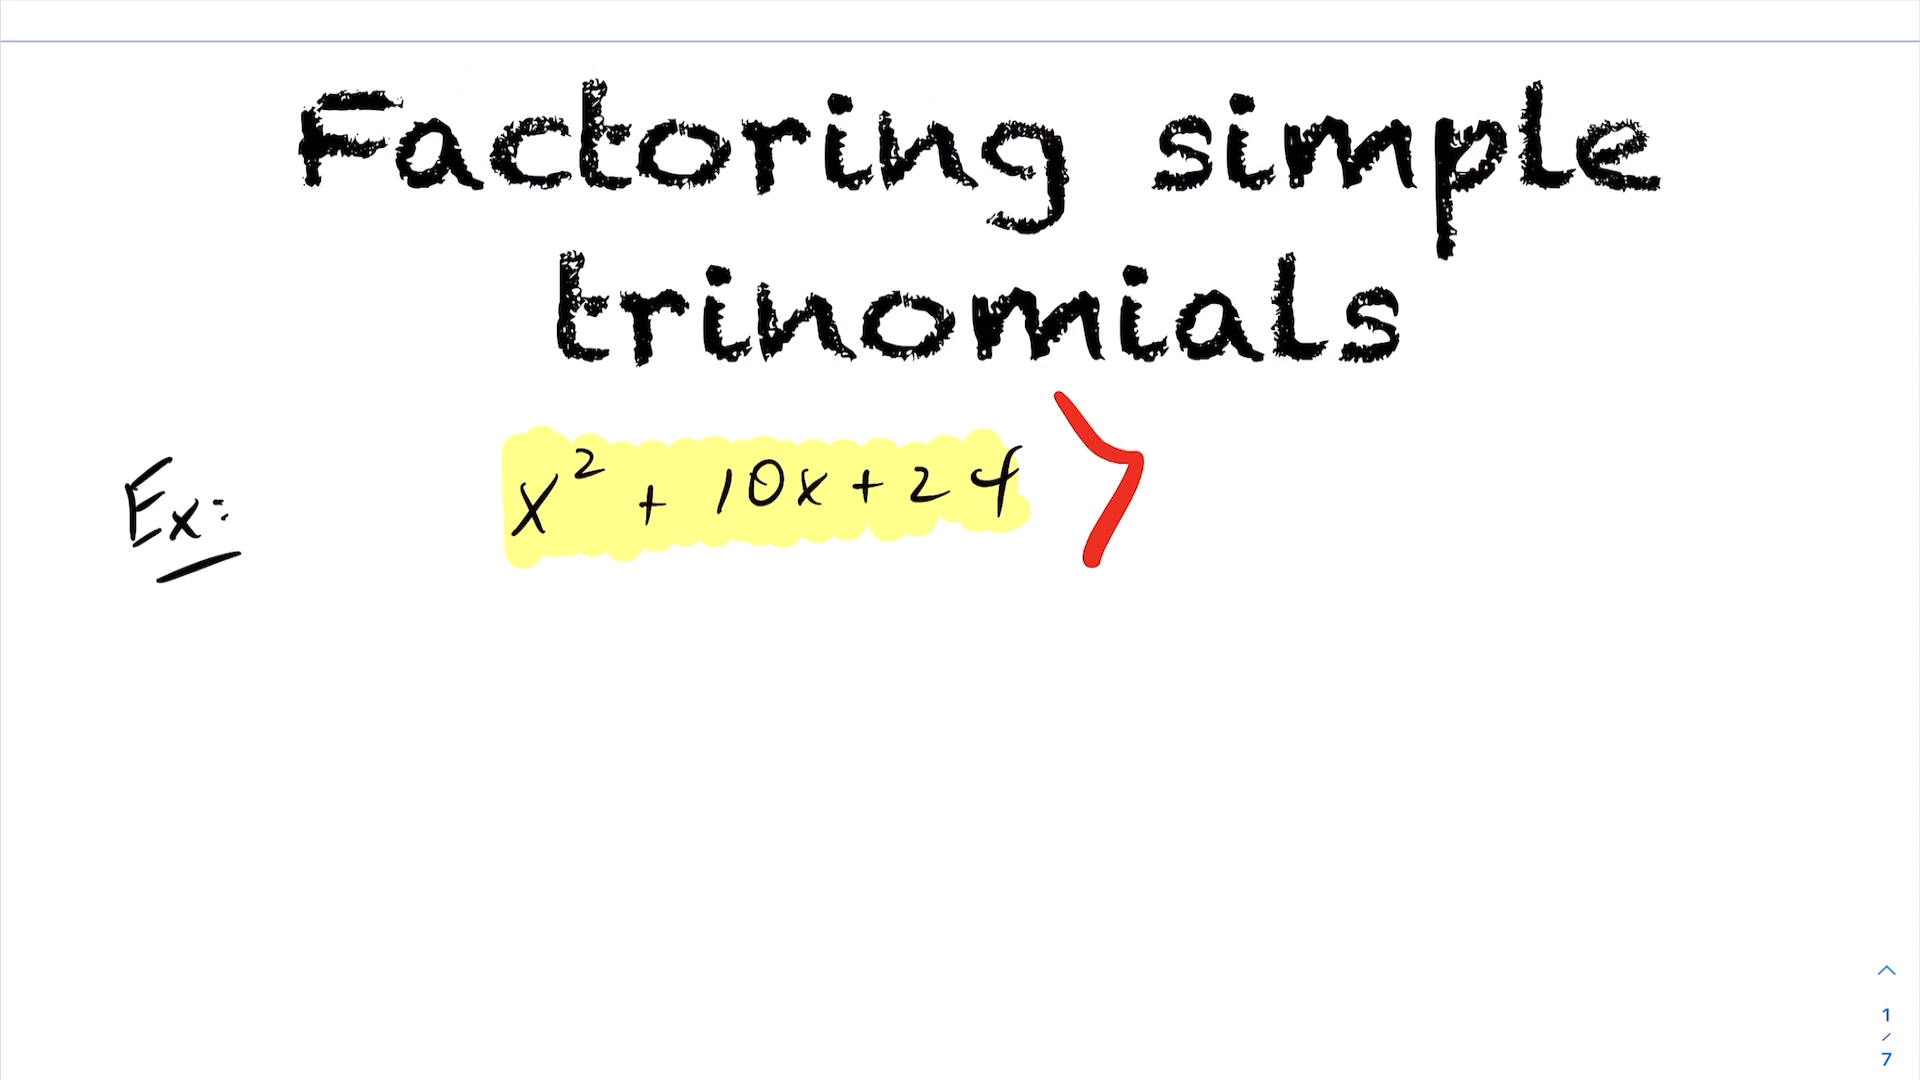 Factoring simple
trinomials
Ex: x² + 10x + 24
1
/
7